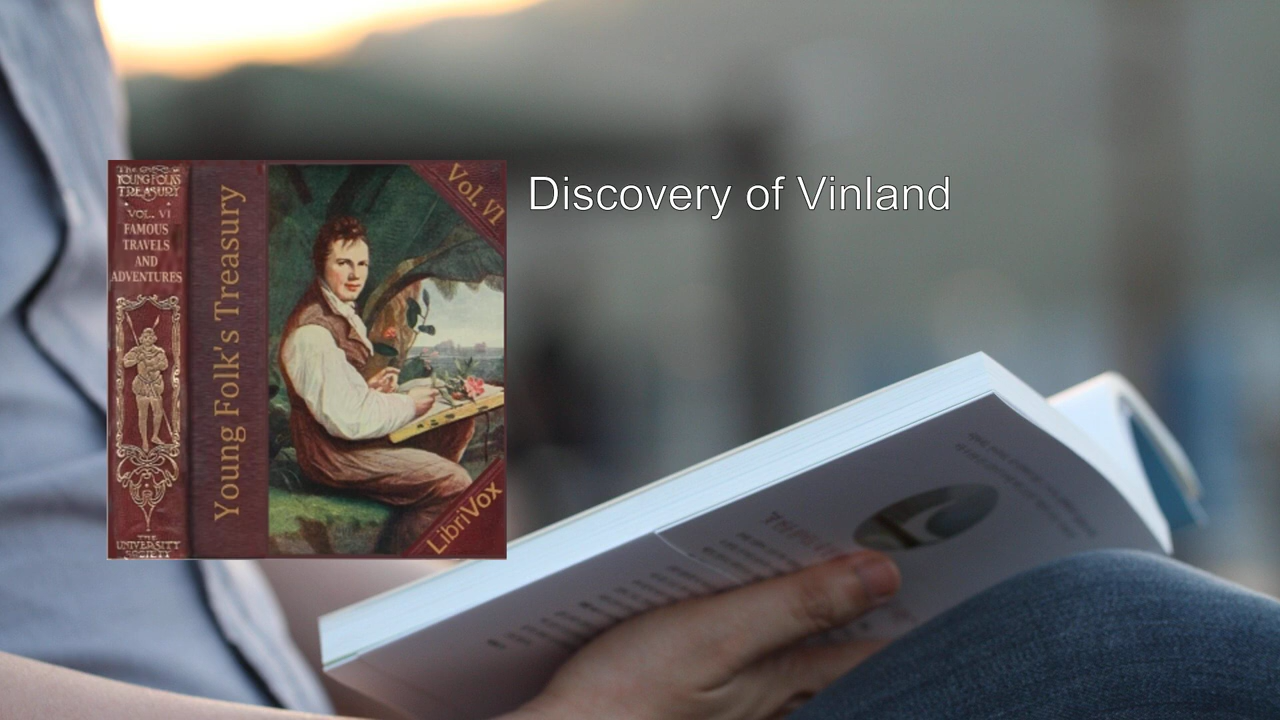 THE
YOUNG FOLKS
TREASURY
VOL. VI
FAMOUS
TRAVELS
AND
ADVENTURES
THE
UNIVERSITY
SOCIETY
Young Folk's Treasury
Vol. VI
LibriVox
Discovery of Vinland